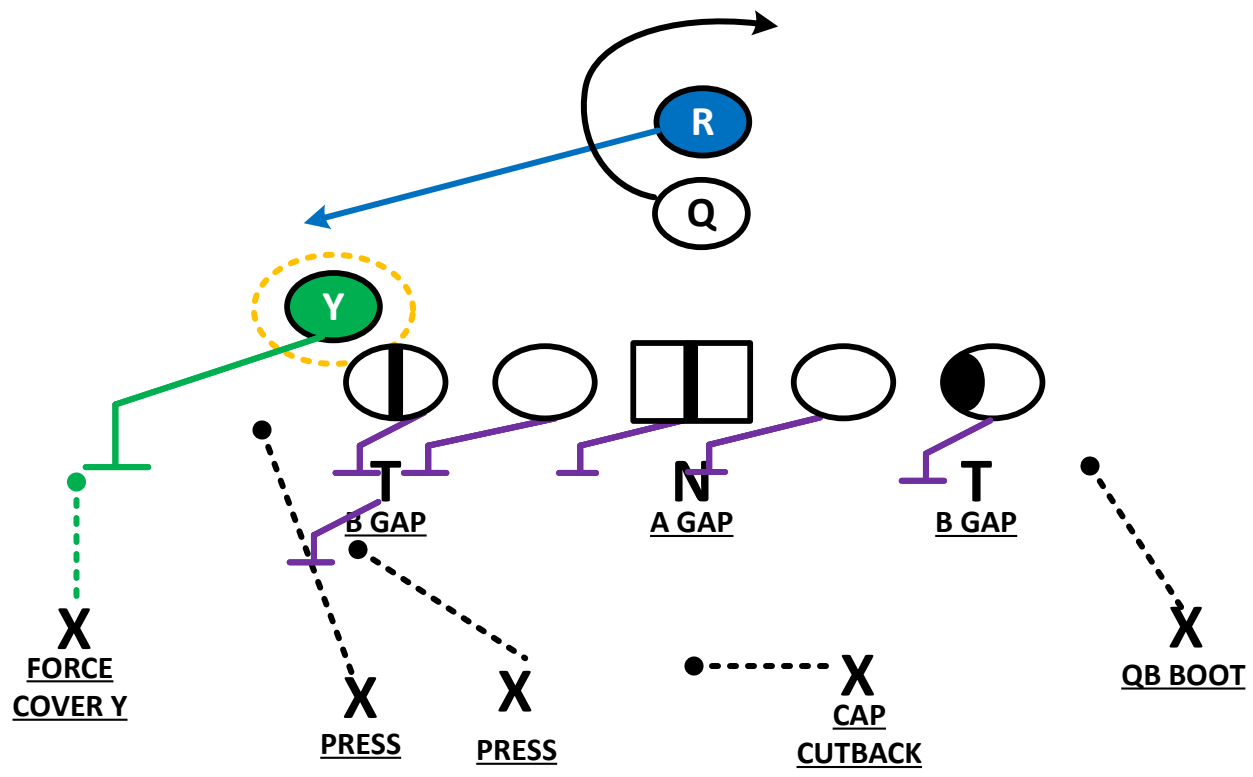 R
Q
Y
T N T
B GAP A GAP B GAP
X X X X X
FORCE
COVER Y
PRESS
PRESS
CAP
CUTBACK
QB BOOT